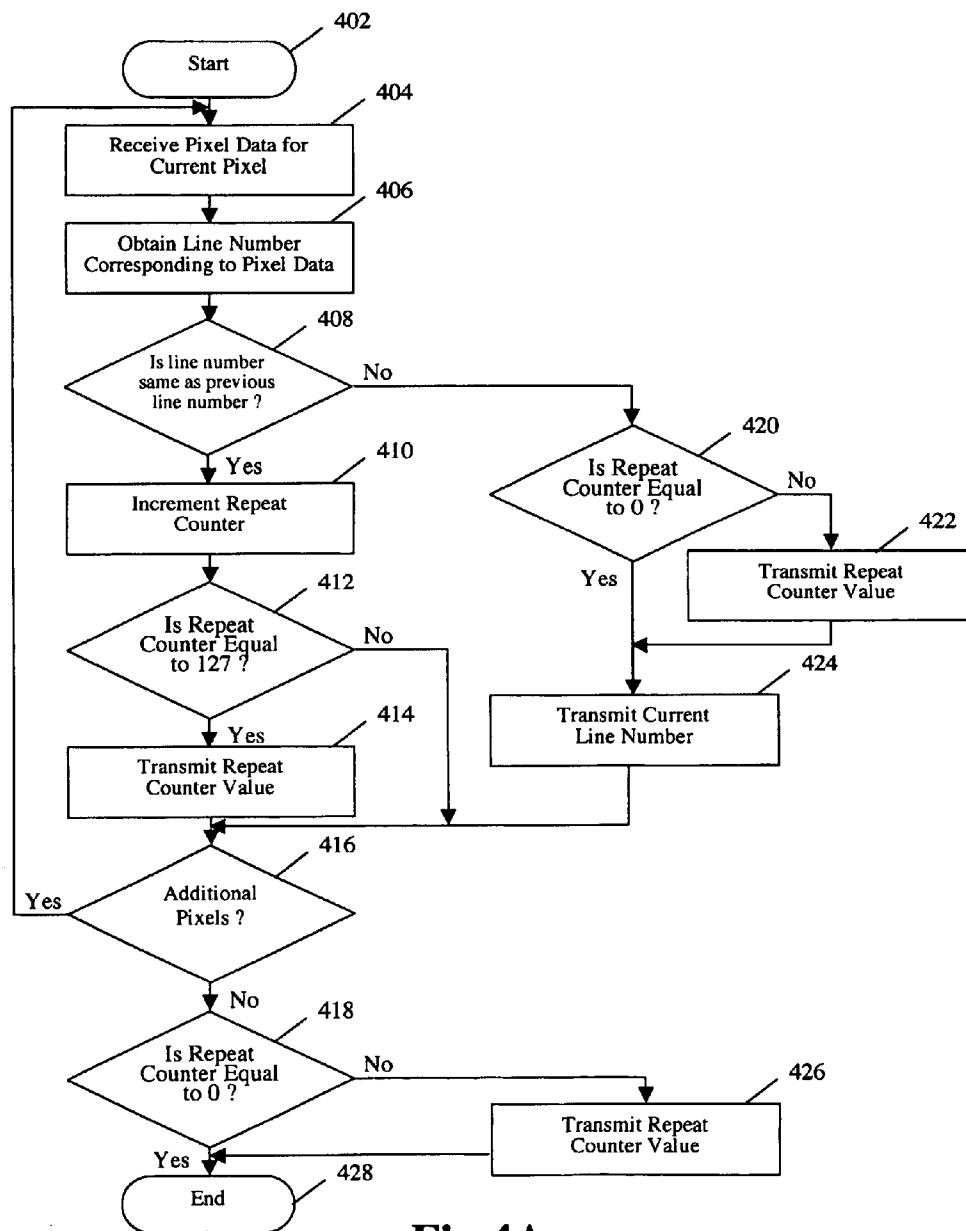 402
Start
404
Receive Pixel Data for
Current Pixel
406
Obtain Line Number
Corresponding to Pixel Data
408
Is line number
same as previous
line number ?
No
Yes
410
Increment Repeat
Counter
412
Is Repeat
Counter Equal
to 127 ?
No
Yes
414
Transmit Repeat
Counter Value
420
Is Repeat
Counter Equal
to 0 ?
No
Yes
422
Transmit Repeat
Counter Value
424
Transmit Current
Line Number
416
Additional
Pixels ?
Yes
No
418
Is Repeat
Counter Equal
to 0 ?
No
Yes
426
Transmit Repeat
Counter Value
428
End